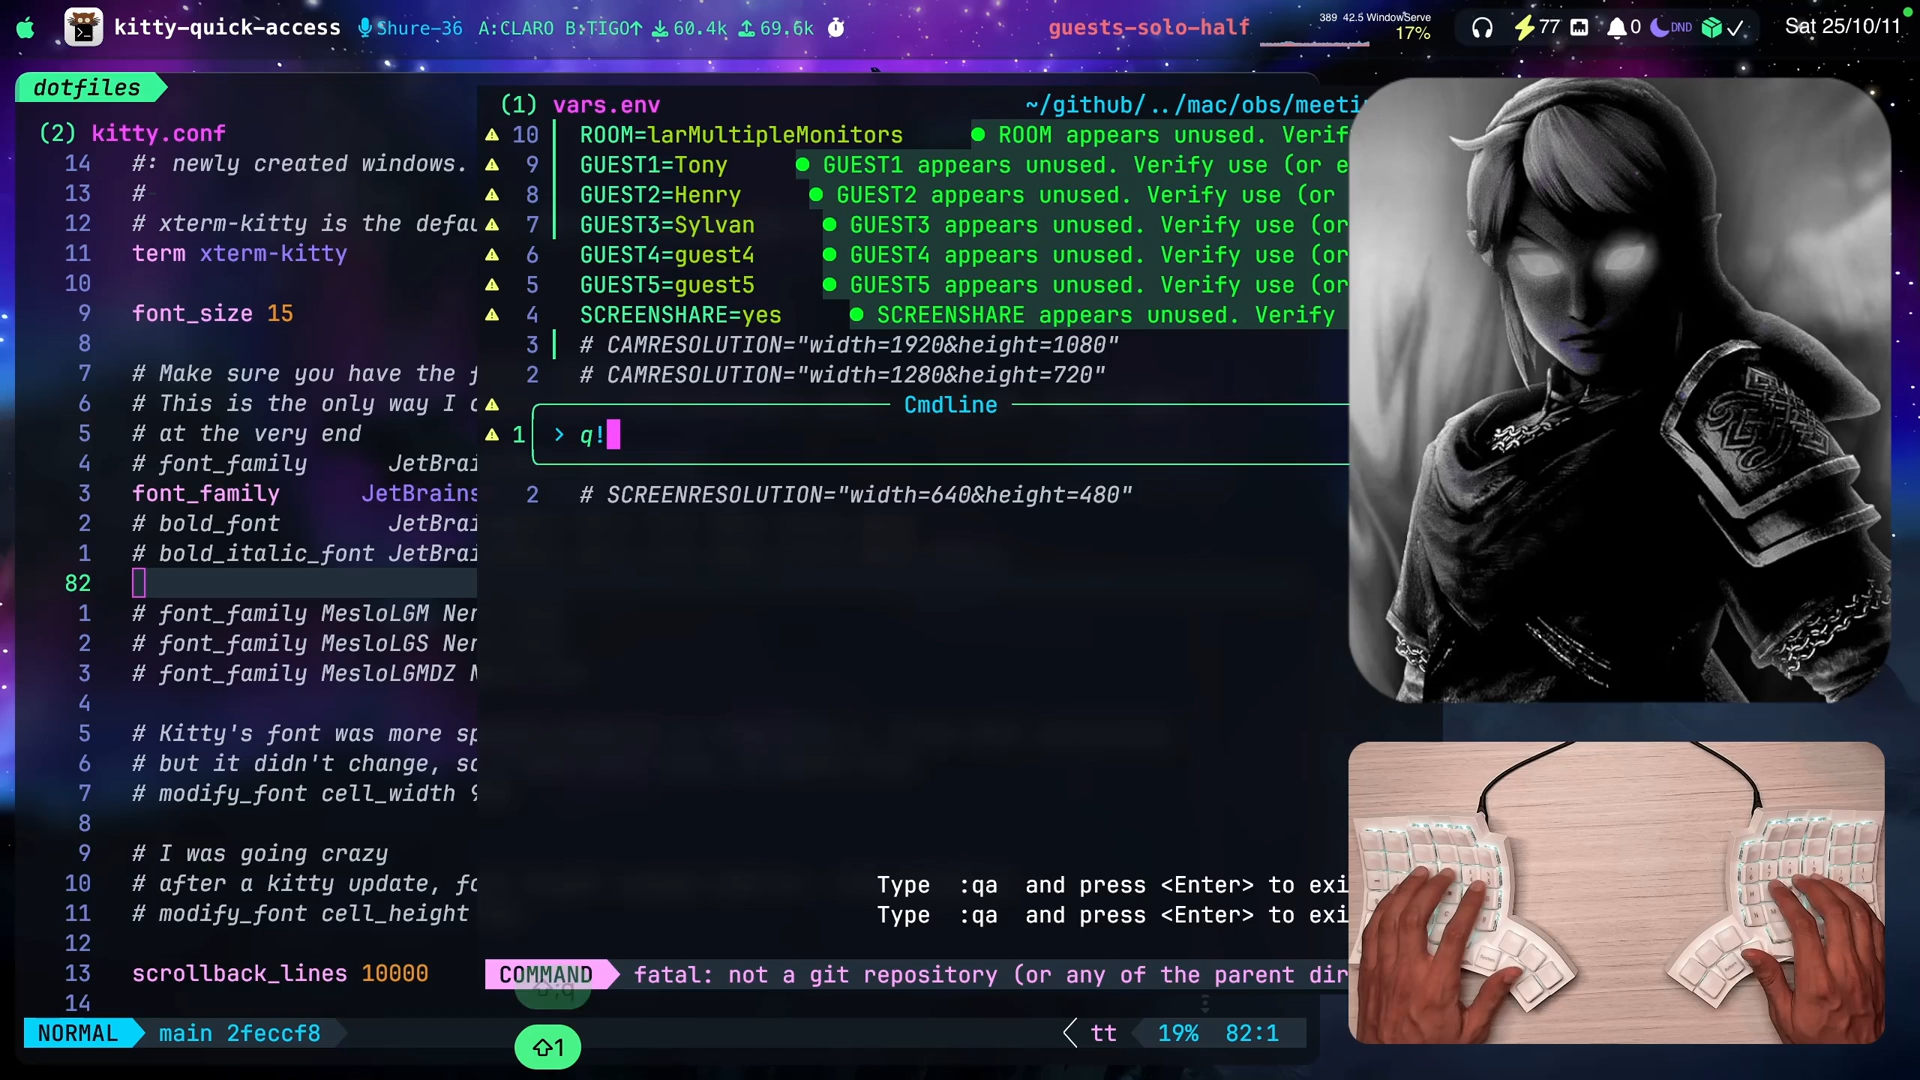 kitty-quick-access Shure-36 A:CLARO B:TIGO↑ 60.4k 69.6k guests-solo-half 389 42.5 WindowServe 17% 77 0 DND Sat 25/10/11
dotfiles
(2) kitty.conf
14 #: newly created windows.
13 #
12 # xterm-kitty is the defau
11 term xterm-kitty
10
9 font_size 15
8
7 # Make sure you have the f
6 # This is the only way I c
5 # at the very end
4 # font_family JetBrai
3 font_family JetBrains
2 # bold_font JetBrai
1 # bold_italic_font JetBrai
82
1 # font_family MesloLGM Ner
2 # font_family MesloLGS Ner
3 # font_family MesloLGMDZ N
4
5 # Kitty's font was more sp
6 # but it didn't change, so
7 # modify_font cell_width 9
8
9 # I was going crazy
10 # after a kitty update, fo
11 # modify_font cell_height
12
13 scrollback_lines 10000
14
NORMAL main 2feccf8 tt 19% 82:1
(1) vars.env ~/github/../mac/obs/meeti
10 ROOM=larMultipleMonitors ● ROOM appears unused. Verif
9 GUEST1=Tony ● GUEST1 appears unused. Verify use (or e
8 GUEST2=Henry ● GUEST2 appears unused. Verify use (or
7 GUEST3=Sylvan ● GUEST3 appears unused. Verify use (or
6 GUEST4=guest4 ● GUEST4 appears unused. Verify use (or
5 GUEST5=guest5 ● GUEST5 appears unused. Verify use (or
4 SCREENSHARE=yes ● SCREENSHARE appears unused. Verify
3 # CAMRESOLUTION="width=1920&height=1080"
2 # CAMRESOLUTION="width=1280&height=720"
Cmdline
1 > q!
2 # SCREENRESOLUTION="width=640&height=480"
Type :qa and press <Enter> to exi
Type :qa and press <Enter> to exi
COMMAND fatal: not a git repository (or any of the parent dir
⇧;q
⇧1